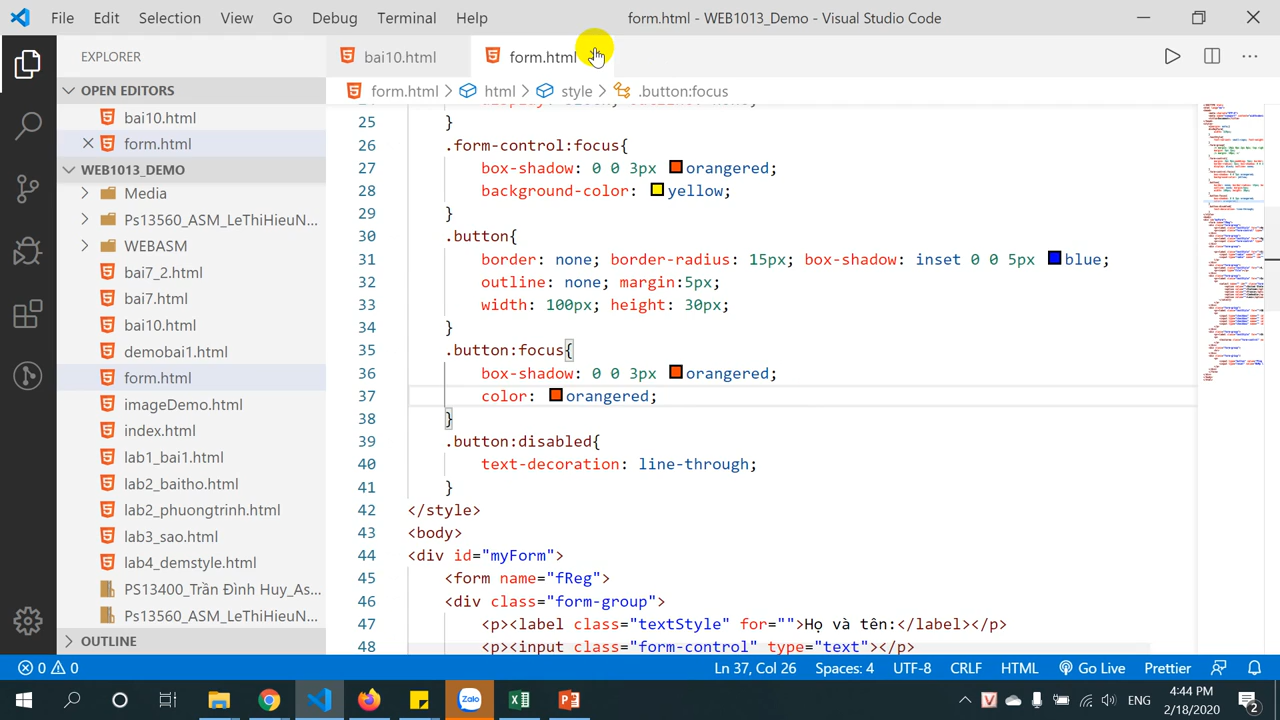 File Edit Selection View Go Debug Terminal Help form.html - WEB1013_Demo - Visual Studio Code
EXPLORER
OPEN EDITORS
bai10.html
form.html
WEB1013_DEMO
Media
Ps13560_ASM_LeThiHieuN...
WEBASM
bai7_2.html
bai7.html
bai10.html
demobai1.html
form.html
imageDemo.html
index.html
lab1_bai1.html
lab2_baitho.html
lab2_phuongtrinh.html
lab3_sao.html
lab4_demstyle.html
PS13400_Trần Đình Huy_As...
Ps13560_ASM_LeThiHieuN...
OUTLINE
bai10.html form.html
form.html > html > style > .button:focus
25 }
26 .form-control:focus{
27 box-shadow: 0 0 3px orangered;
28 background-color: yellow;
29 }
30 .button{
31 border: none; border-radius: 15px; box-shadow: inset 0 0 5px blue;
32 outline: none; margin:5px;
33 width: 100px; height: 30px;
34 }
35 .button:focus{
36 box-shadow: 0 0 3px orangered;
37 color: orangered;
38 }
39 .button:disabled{
40 text-decoration: line-through;
41 }
42 </style>
43 <body>
44 <div id="myForm">
45 <form name="fReg">
46 <div class="form-group">
47 <p><label class="textStyle" for="">Họ và tên:</label></p>
48 <p><input class="form-control" type="text"></p>
0 0 Ln 37, Col 26 Spaces: 4 UTF-8 CRLF HTML Go Live Prettier
Zalo ENG 4:44 PM
2/18/2020 2